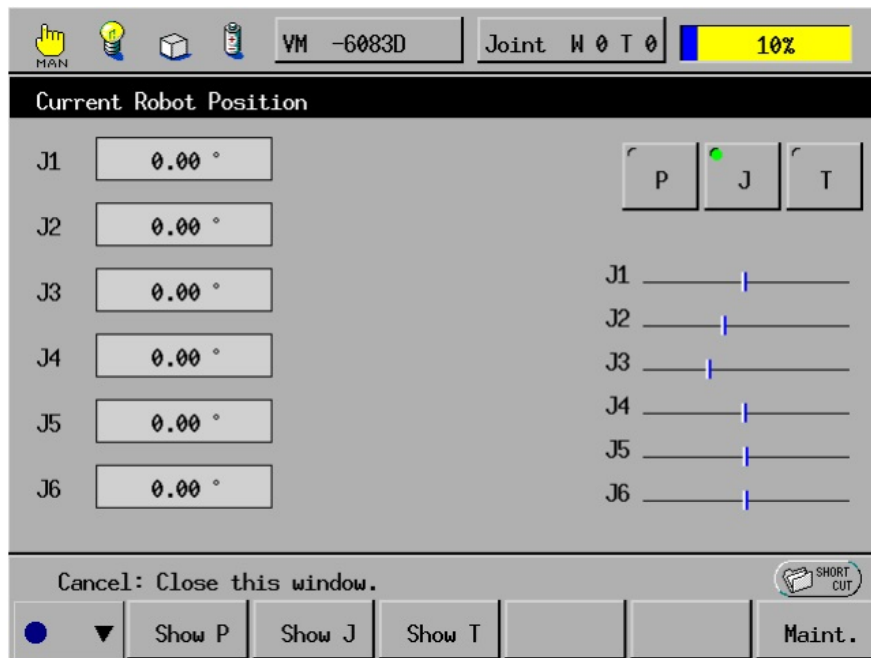 MAN
VM -6083D
Joint W 0 T 0
10%
Current Robot Position
J1 0.00 °
J2 0.00 °
J3 0.00 °
J4 0.00 °
J5 0.00 °
J6 0.00 °
P J T
J1
J2
J3
J4
J5
J6
Cancel: Close this window.
SHORT
CUT
Show P Show J Show T Maint.